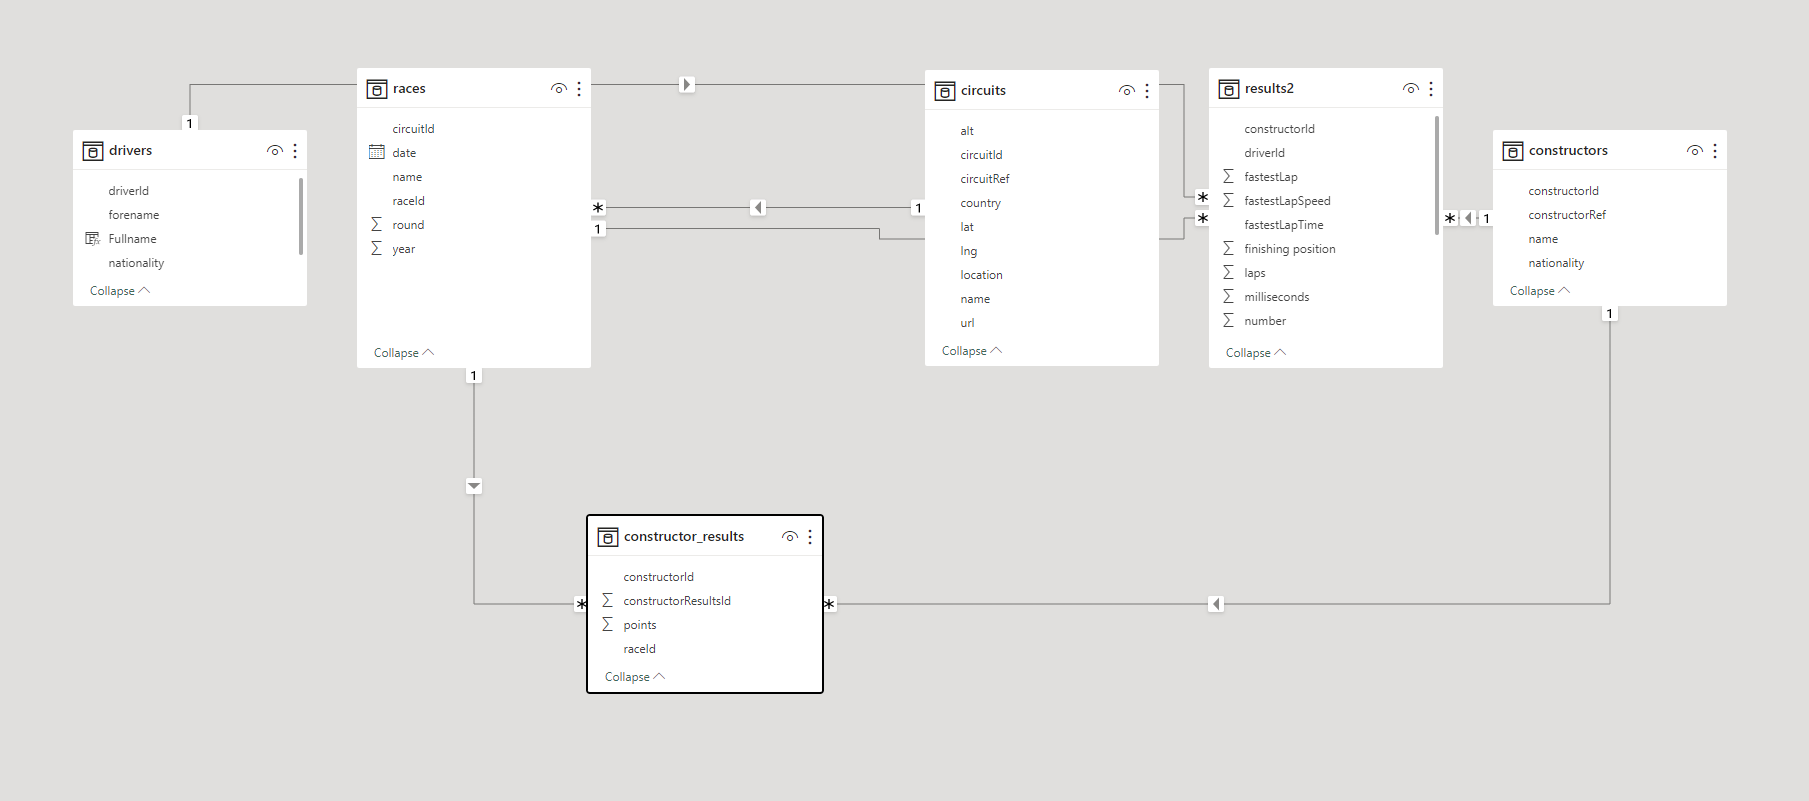 drivers
driverId
forename
Fullname
nationality
Collapse
1
races
circuitId
date
name
raceId
round
year
Collapse
*
1
1
circuits
alt
circuitId
circuitRef
country
lat
lng
location
name
url
Collapse
1
results2
constructorId
driverId
fastestLap
fastestLapSpeed
fastestLapTime
finishing position
laps
milliseconds
number
Collapse
*
*
*
1
constructors
constructorId
constructorRef
name
nationality
Collapse
1
constructor_results
constructorId
constructorResultsId
points
raceId
Collapse
*
*